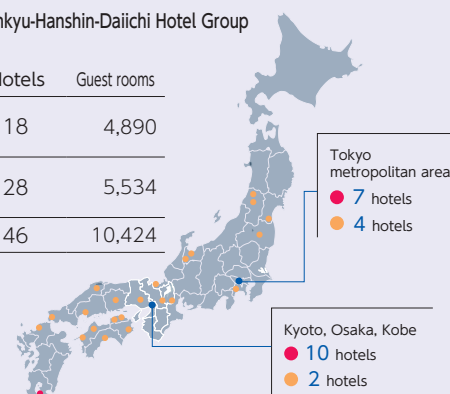 nkyu-Hanshin-Daiichi Hotel Group
Hotels Guest rooms
18 4,890
28 5,534
46 10,424
Tokyo
metropolitan area
7 hotels
4 hotels
Kyoto, Osaka, Kobe
10 hotels
2 hotels